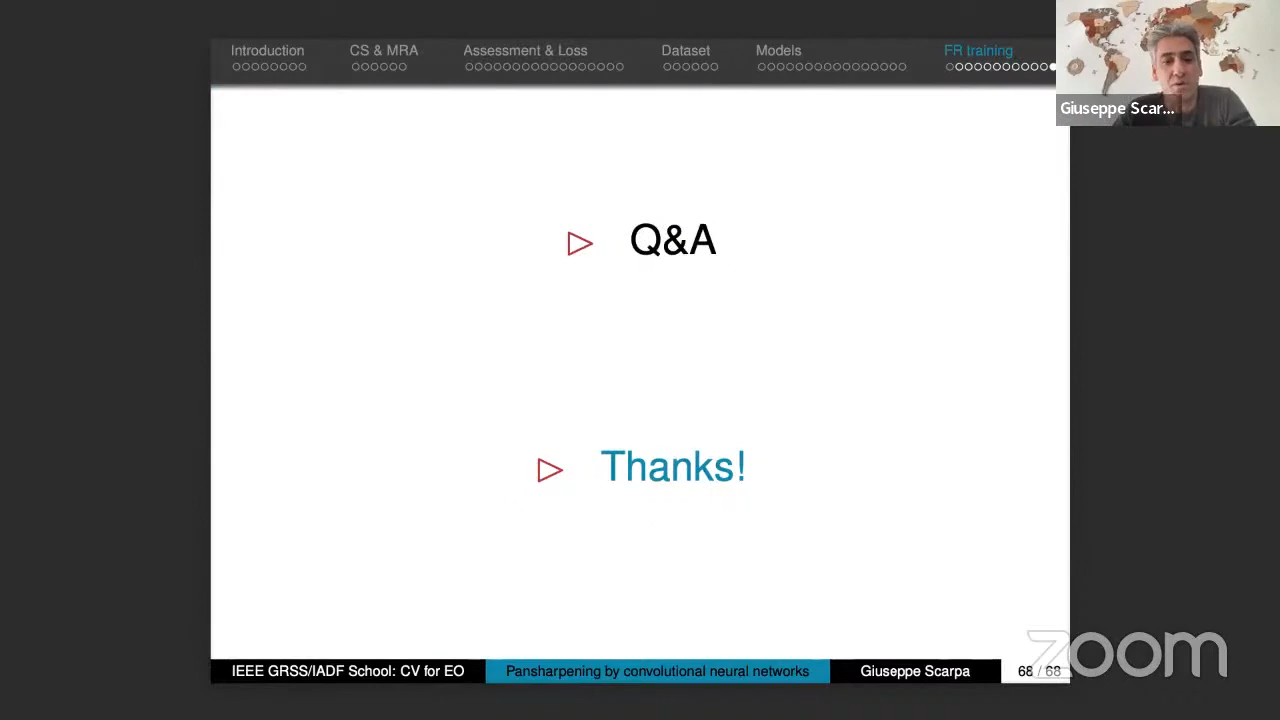 Introduction
CS & MRA
Assessment & Loss
Dataset
Models
FR training
Giuseppe Scar...
Q&A
Thanks!
IEEE GRSS/IADF School: CV for EO
Pansharpening by convolutional neural networks
Giuseppe Scarpa
68 / 68
zoom